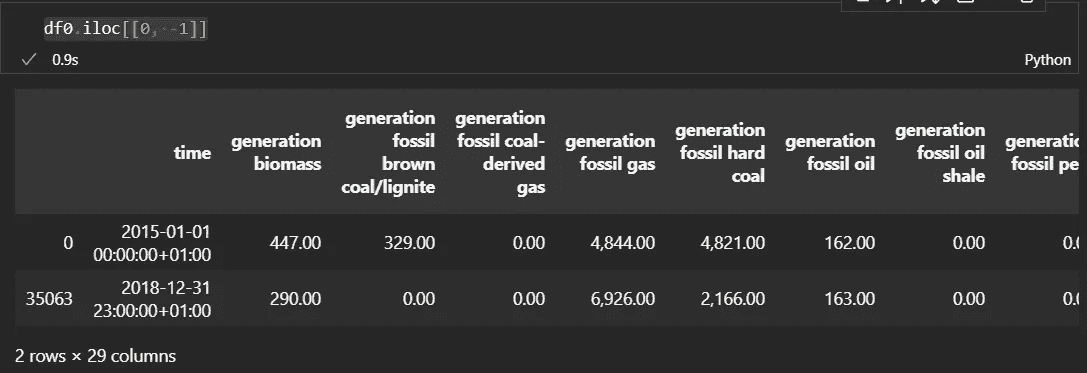 df0.iloc[[0, -1]]
0.9s
Python
time
generation biomass
generation fossil brown coal/lignite
generation fossil coal-derived gas
generation fossil gas
generation fossil hard coal
generation fossil oil
generation fossil oil shale
fossil
0 2015-01-01 00:00:00+01:00 447.00 329.00 0.00 4,844.00 4,821.00 162.00 0.00
35063 2018-12-31 23:00:00+01:00 290.00 0.00 0.00 6,926.00 2,166.00 163.00 0.00
2 rows × 29 columns